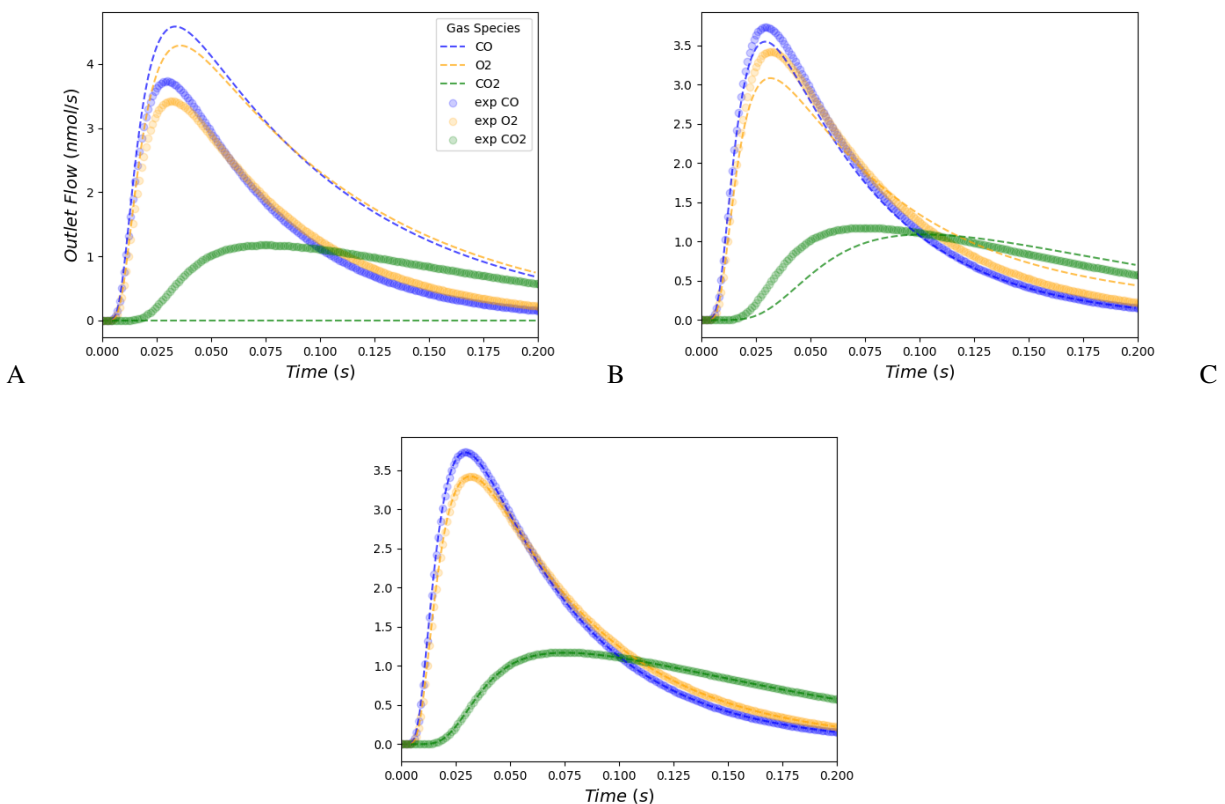 Gas Species
CO
O2
CO2
exp CO
exp O2
exp CO2
4
3
2
1
0
Outlet Flow (nmol/s)
0.000 0.025 0.050 0.075 0.100 0.125 0.150 0.175 0.200
Time (s)
A
3.5
3.0
2.5
2.0
1.5
1.0
0.5
0.0
0.000 0.025 0.050 0.075 0.100 0.125 0.150 0.175 0.200
Time (s)
B
C
3.5
3.0
2.5
2.0
1.5
1.0
0.5
0.0
0.000 0.025 0.050 0.075 0.100 0.125 0.150 0.175 0.200
Time (s)